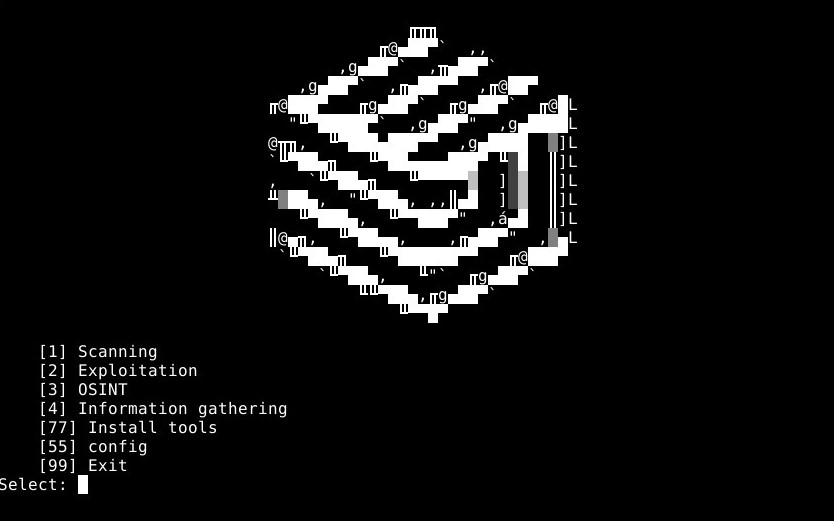 [1] Scanning
[2] Exploitation
[3] OSINT
[4] Information gathering
[77] Install tools
[55] config
[99] Exit
Select: